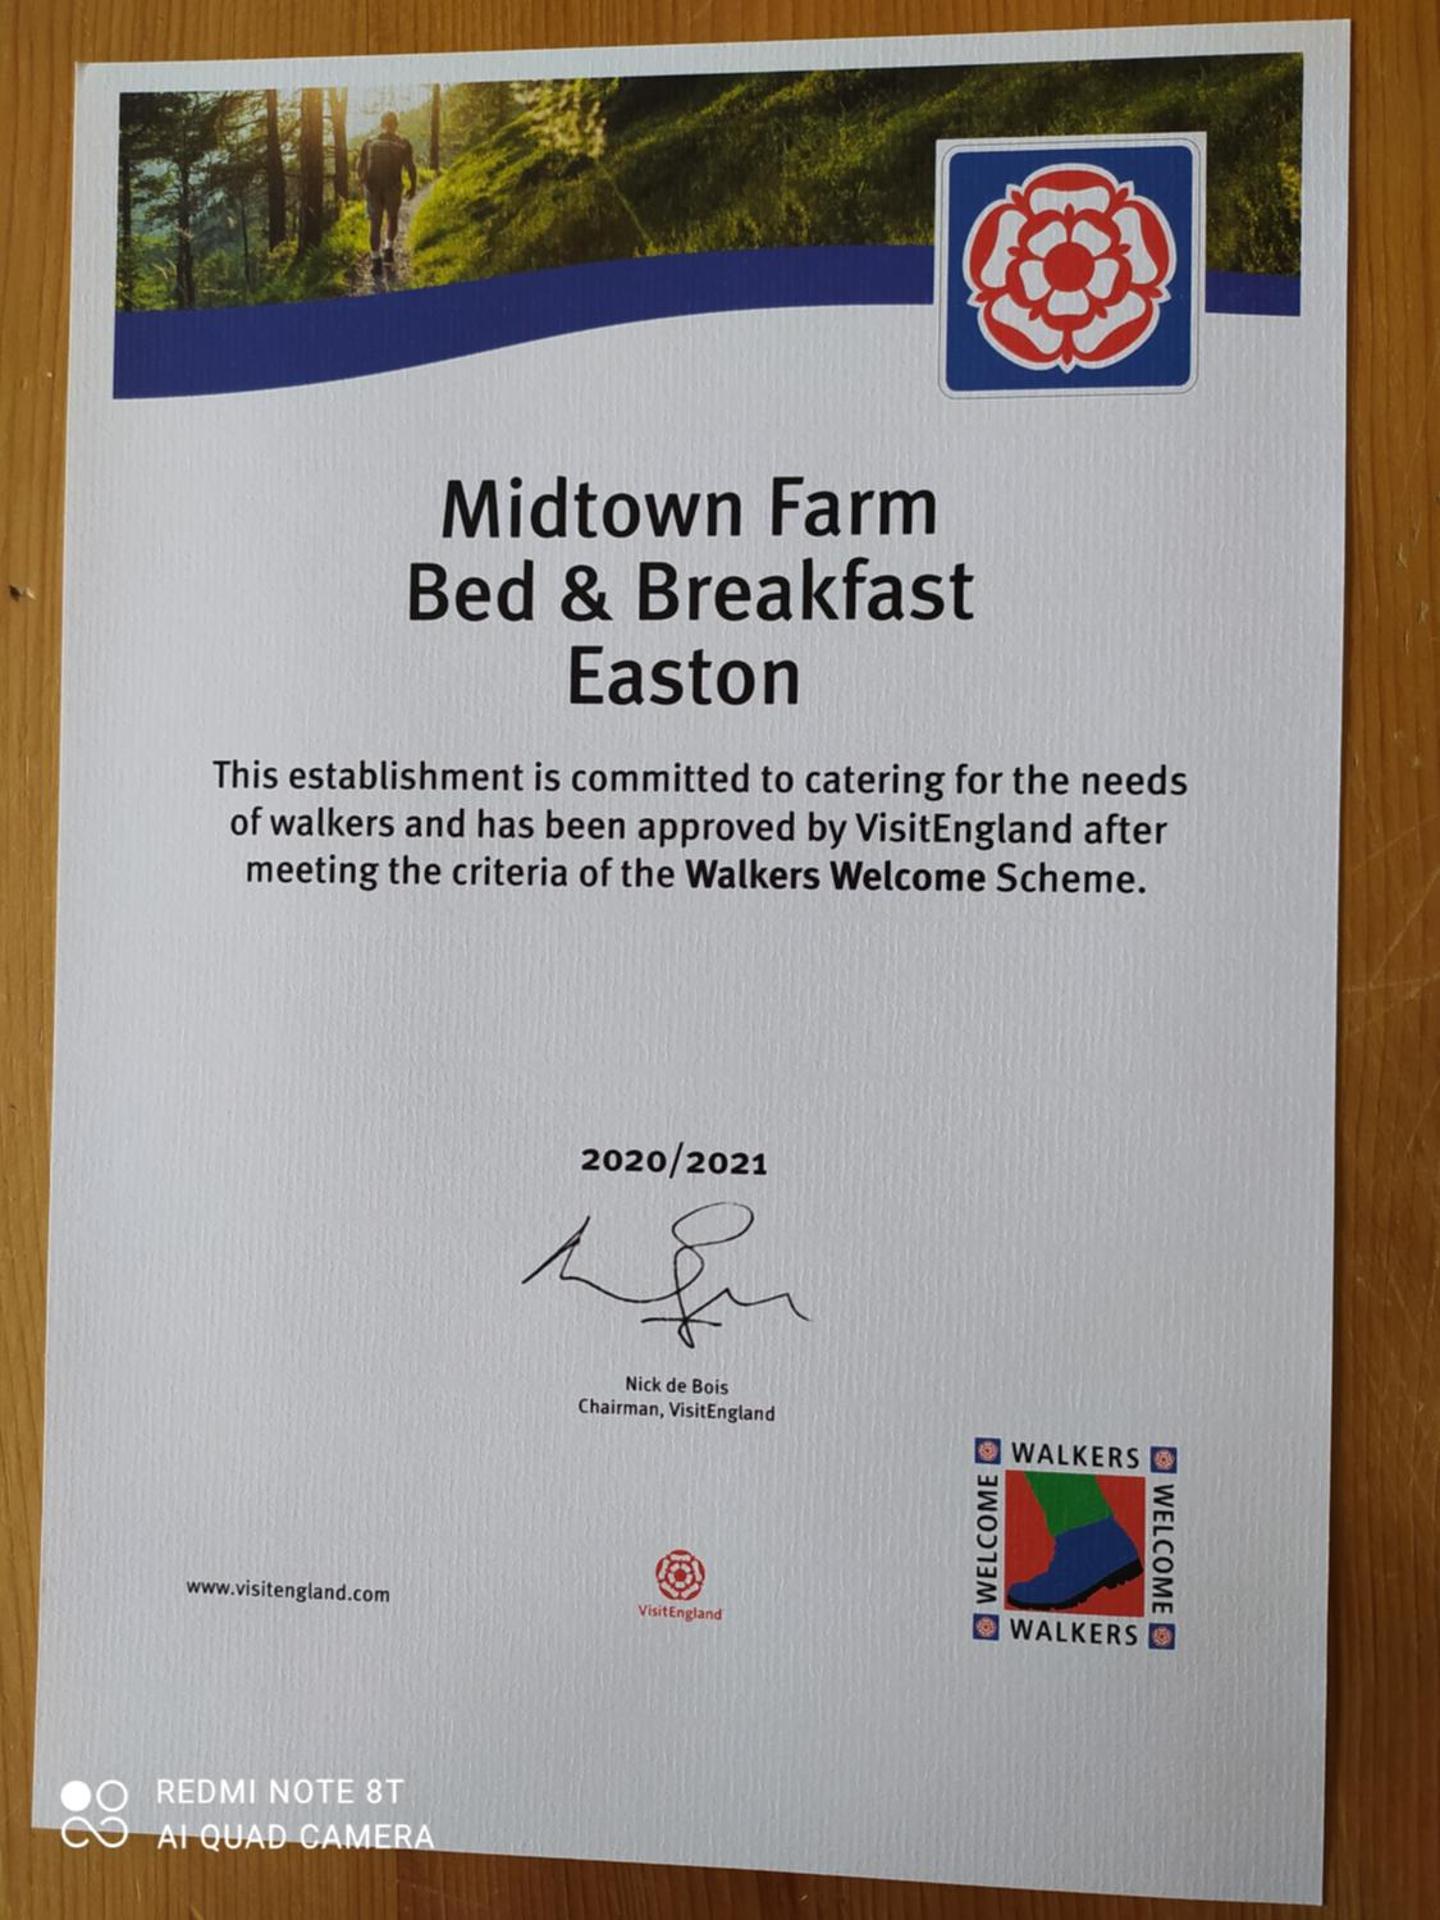 Midtown Farm
Bed & Breakfast
Easton
This establishment is committed to catering for the needs
of walkers and has been approved by VisitEngland after
meeting the criteria of the Walkers Welcome Scheme.
2020/2021
Nick de Bois
Chairman, VisitEngland
www.visitengland.com
VisitEngland
WALKERS
WELCOME
WELCOME
WALKERS
REDMI NOTE 8T
AI QUAD CAMERA